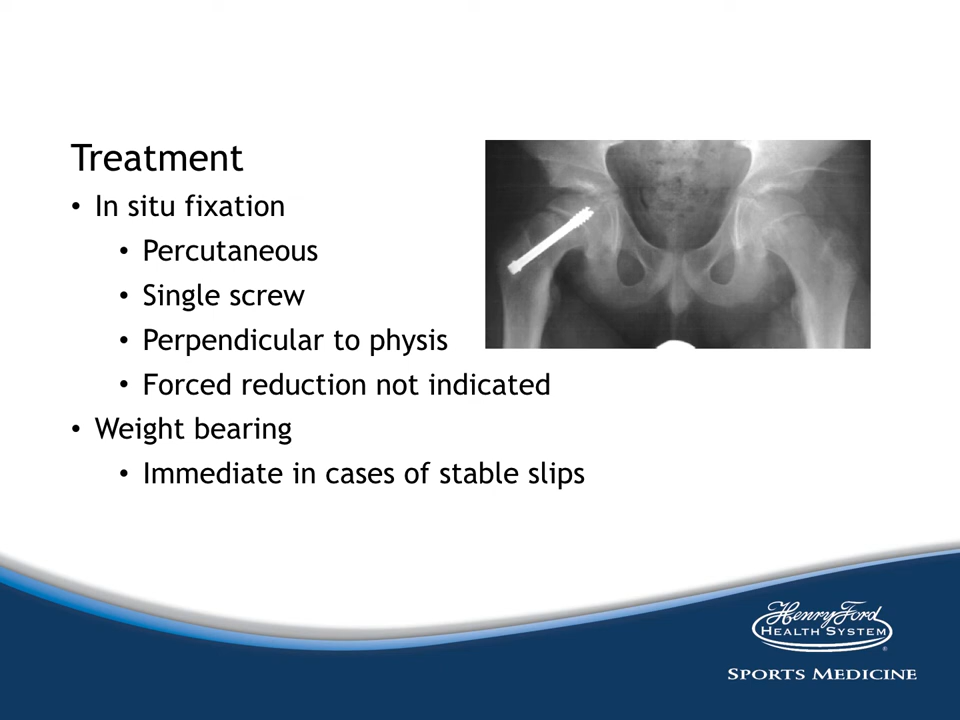 Treatment
• In situ fixation
• Percutaneous
• Single screw
• Perpendicular to physis
• Forced reduction not indicated
• Weight bearing
• Immediate in cases of stable slips
Henry Ford
HEALTH SYSTEM
®
SPORTS MEDICINE